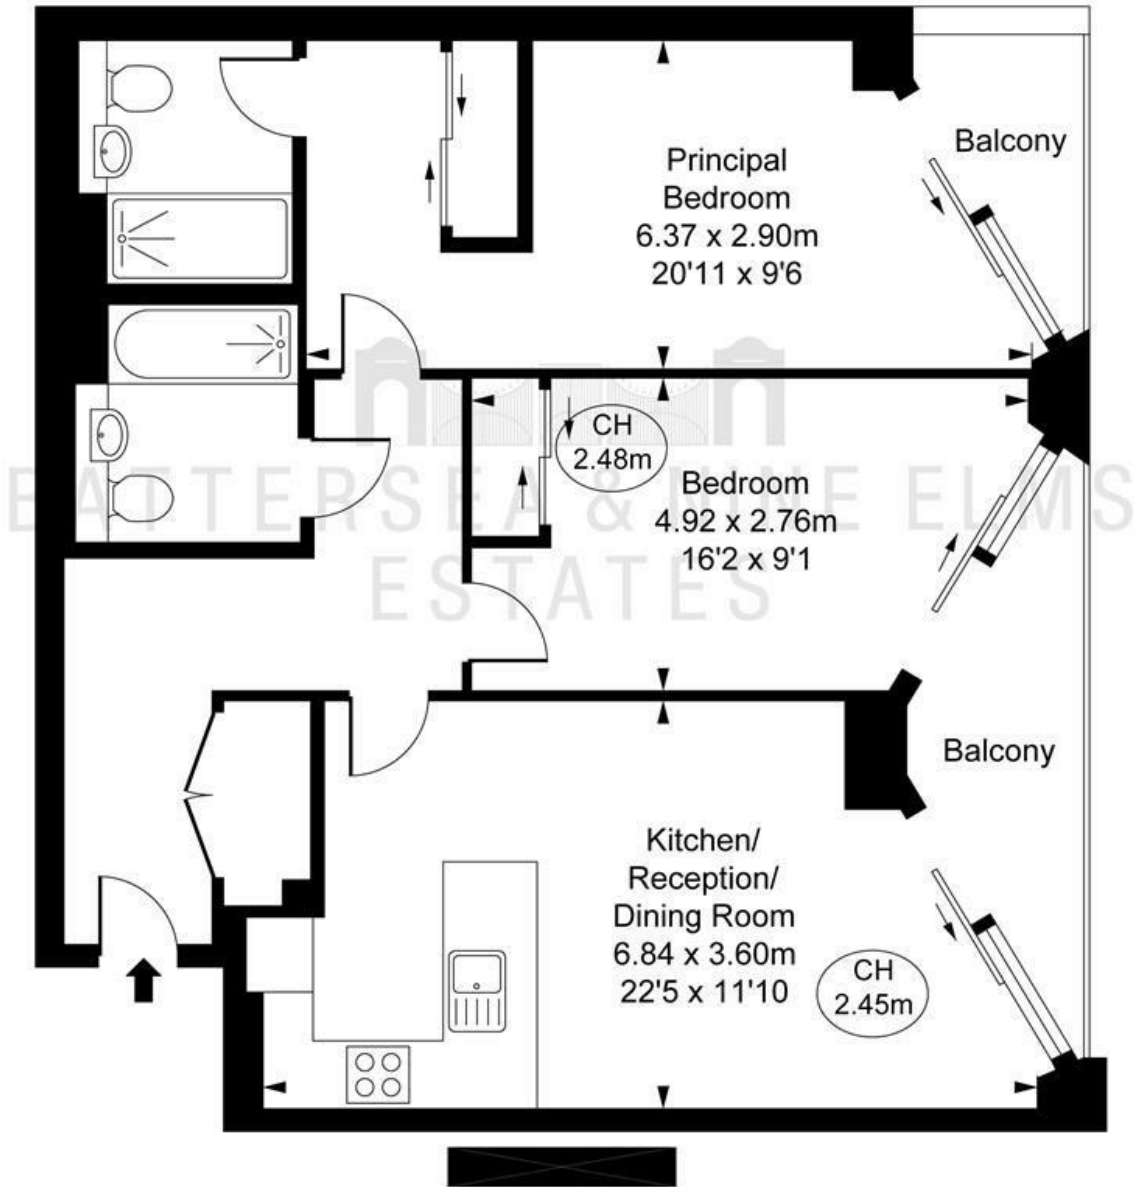 Balcony
Principal
Bedroom
6.37 x 2.90m
20'11 x 9'6
CH
2.48m
Bedroom
4.92 x 2.76m
16'2 x 9'1
BATTERSEA & NINE ELMS
ESTATES
Balcony
Kitchen/
Reception/
Dining Room
6.84 x 3.60m
22'5 x 11'10
CH
2.45m